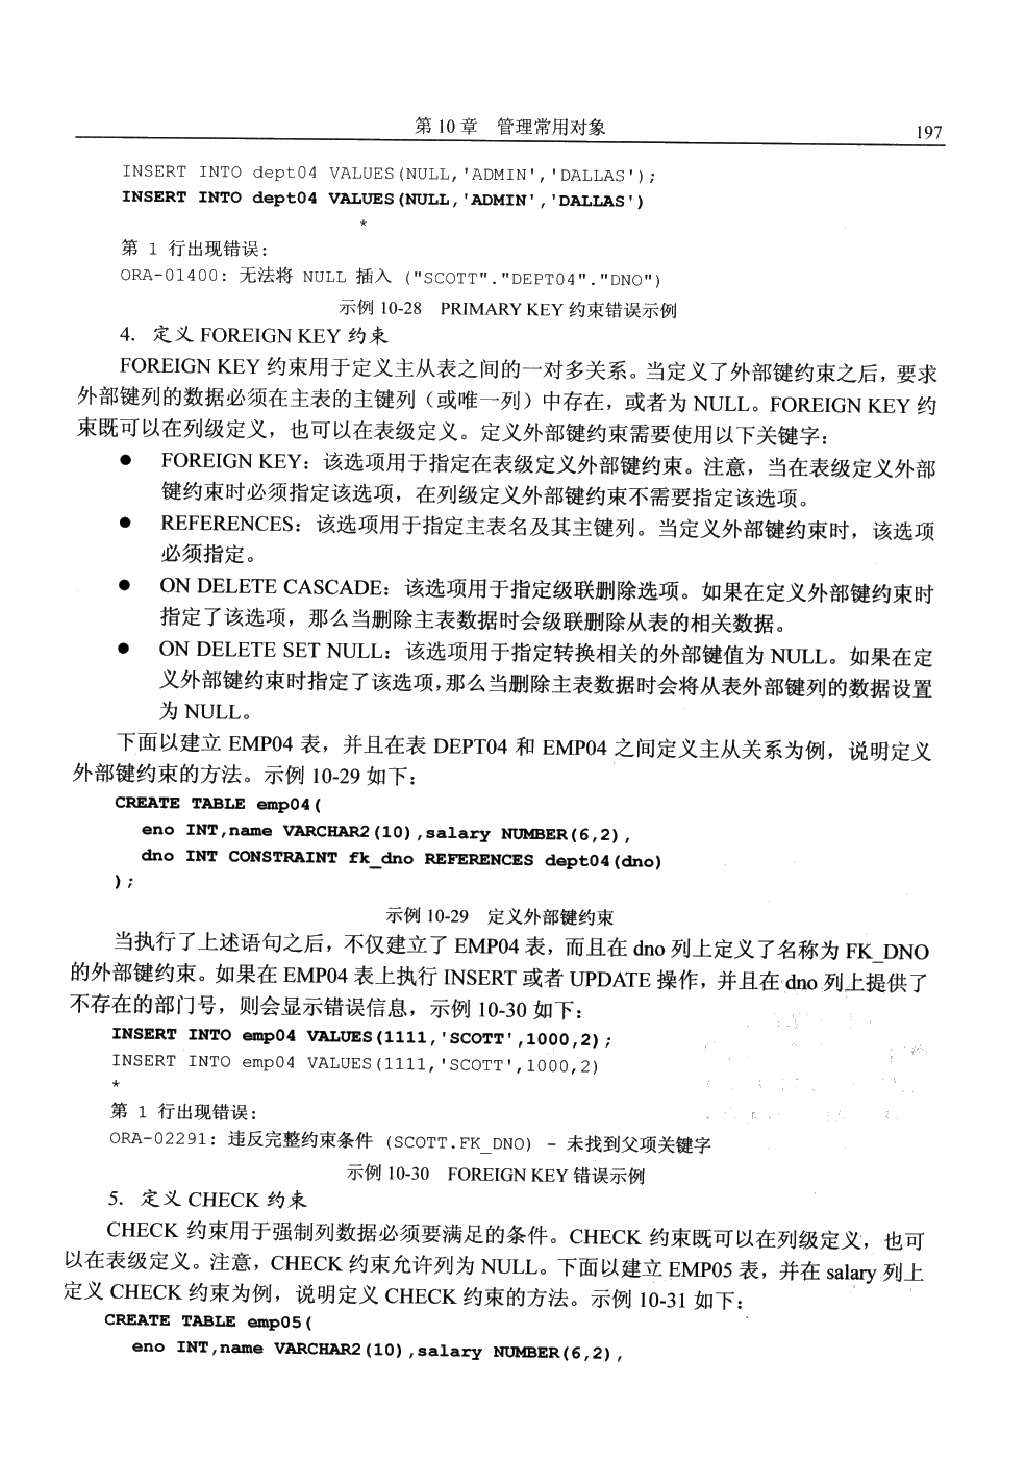 第 10 章　管理常用对象
197
INSERT INTO dept04 VALUES(NULL,'ADMIN','DALLAS');
INSERT INTO dept04 VALUES(NULL,'ADMIN','DALLAS')
*
第 1 行出现错误：
ORA-01400: 无法将 NULL 插入 ("SCOTT"."DEPT04"."DNO")
示例 10-28　PRIMARY KEY 约束错误示例
4. 定义 FOREIGN KEY 约束
FOREIGN KEY 约束用于定义主从表之间的一对多关系。当定义了外部键约束之后，要求
外部键列的数据必须在主表的主键列（或唯一列）中存在，或者为 NULL。FOREIGN KEY 约
束既可以在列级定义，也可以在表级定义。定义外部键约束需要使用以下关键字：
● FOREIGN KEY：该选项用于指定在表级定义外部键约束。注意，当在表级定义外部
键约束时必须指定该选项，在列级定义外部键约束不需要指定该选项。
● REFERENCES：该选项用于指定主表名及其主键列。当定义外部键约束时，该选项
必须指定。
● ON DELETE CASCADE：该选项用于指定级联删除选项。如果在定义外部键约束时
指定了该选项，那么当删除主表数据时会级联删除从表的相关数据。
● ON DELETE SET NULL：该选项用于指定转换相关的外部键值为 NULL。如果在定
义外部键约束时指定了该选项，那么当删除主表数据时会将从表外部键列的数据设置
为 NULL。
下面以建立 EMP04 表，并且在表 DEPT04 和 EMP04 之间定义主从关系为例，说明定义
外部键约束的方法。示例 10-29 如下：
CREATE TABLE emp04(
eno INT,name VARCHAR2(10),salary NUMBER(6,2),
dno INT CONSTRAINT fk_dno REFERENCES dept04(dno)
);
示例 10-29　定义外部键约束
当执行了上述语句之后，不仅建立了 EMP04 表，而且在 dno 列上定义了名称为 FK_DNO
的外部键约束。如果在 EMP04 表上执行 INSERT 或者 UPDATE 操作，并且在 dno 列上提供了
不存在的部门号，则会显示错误信息，示例 10-30 如下：
INSERT INTO emp04 VALUES(1111,'SCOTT',1000,2);
INSERT INTO emp04 VALUES(1111,'SCOTT',1000,2)
*
第 1 行出现错误：
ORA-02291: 违反完整约束条件 (SCOTT.FK_DNO) - 未找到父项关键字
示例 10-30　FOREIGN KEY 错误示例
5. 定义 CHECK 约束
CHECK 约束用于强制列数据必须要满足的条件。CHECK 约束既可以在列级定义，也可
以在表级定义。注意，CHECK 约束允许列为 NULL。下面以建立 EMP05 表，并在 salary 列上
定义 CHECK 约束为例，说明定义 CHECK 约束的方法。示例 10-31 如下：
CREATE TABLE emp05(
eno INT,name VARCHAR2(10),salary NUMBER(6,2),